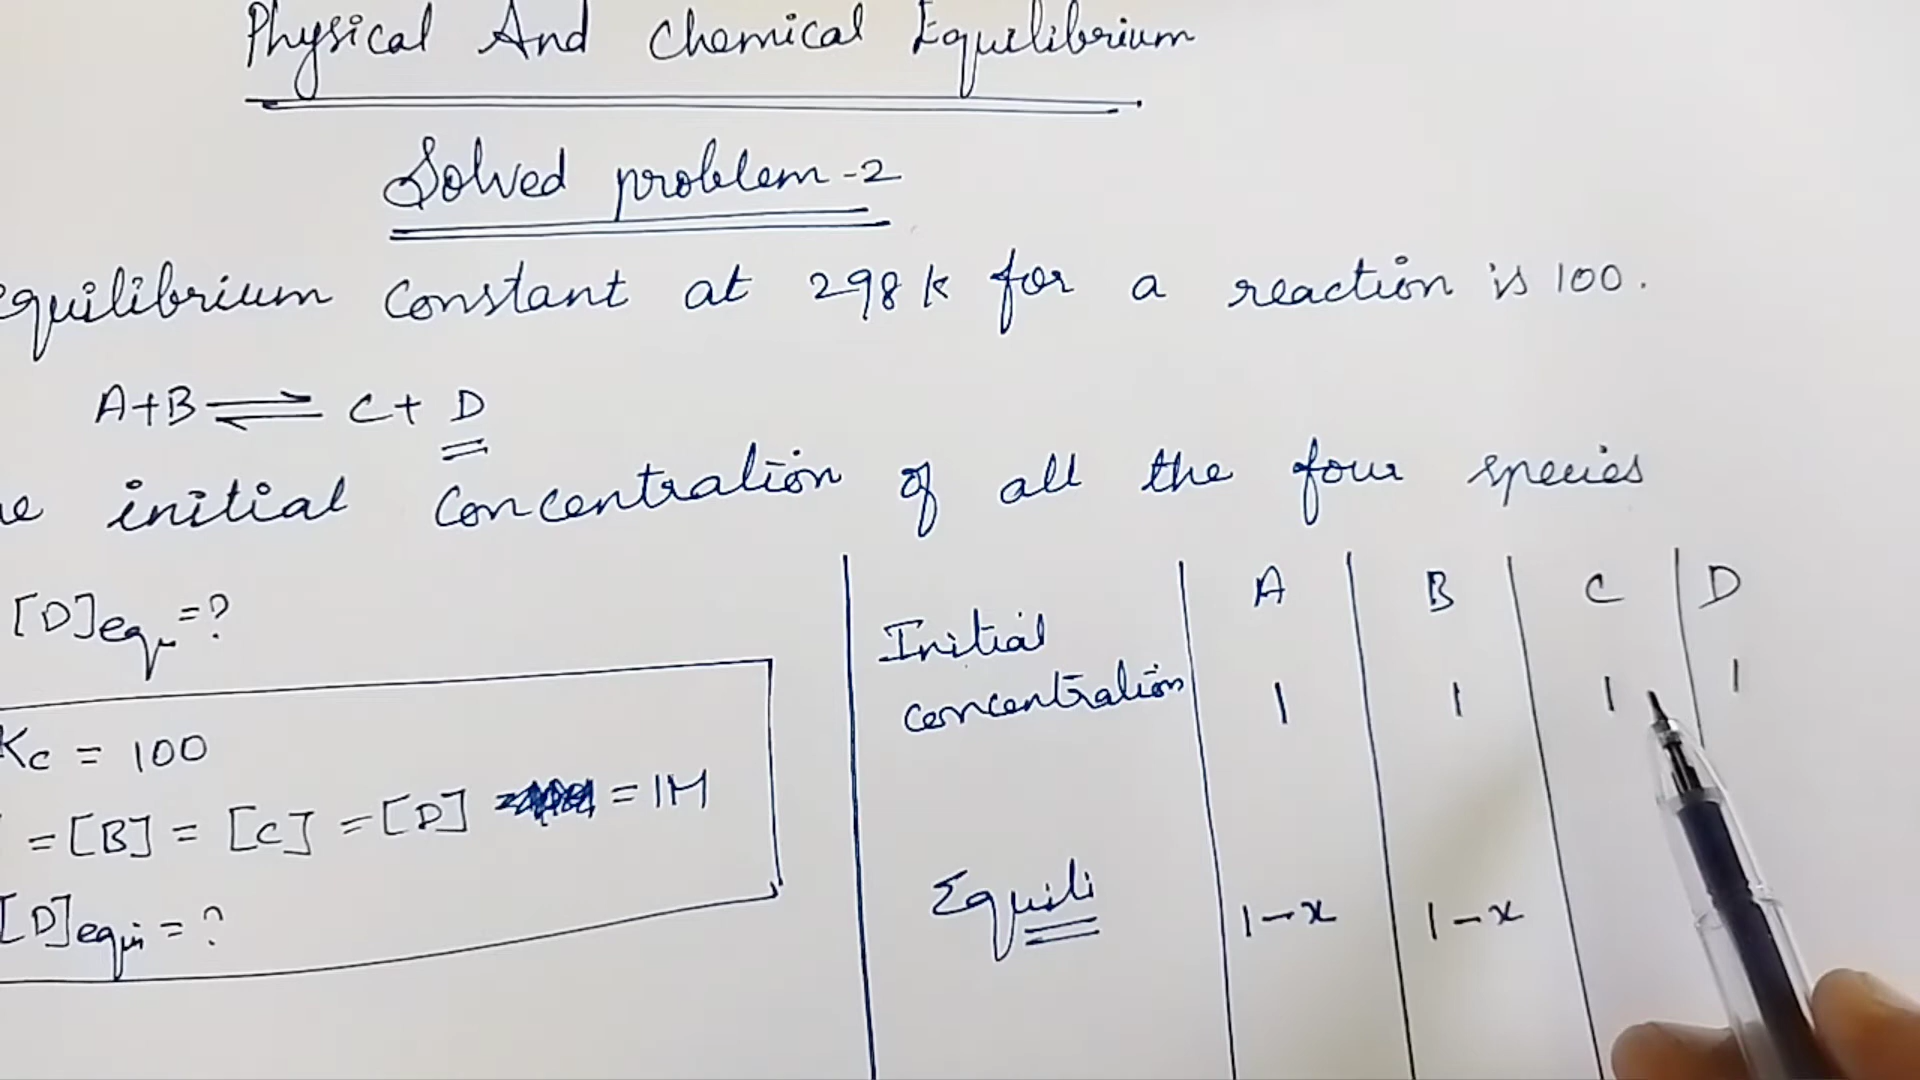 Physical And Chemical Equilibrium
Solved problem-2
equilibrium constant at 298 K for a reaction is 100.
A+B ⇌ C+ D
initial concentration of all the four species
[D]equ=?
Kc = 100
= [B] = [C] = [D] = 1M
[D]equi = ?
A B C D
Initial concentration 1 1 1 1
Equili 1-x 1-x